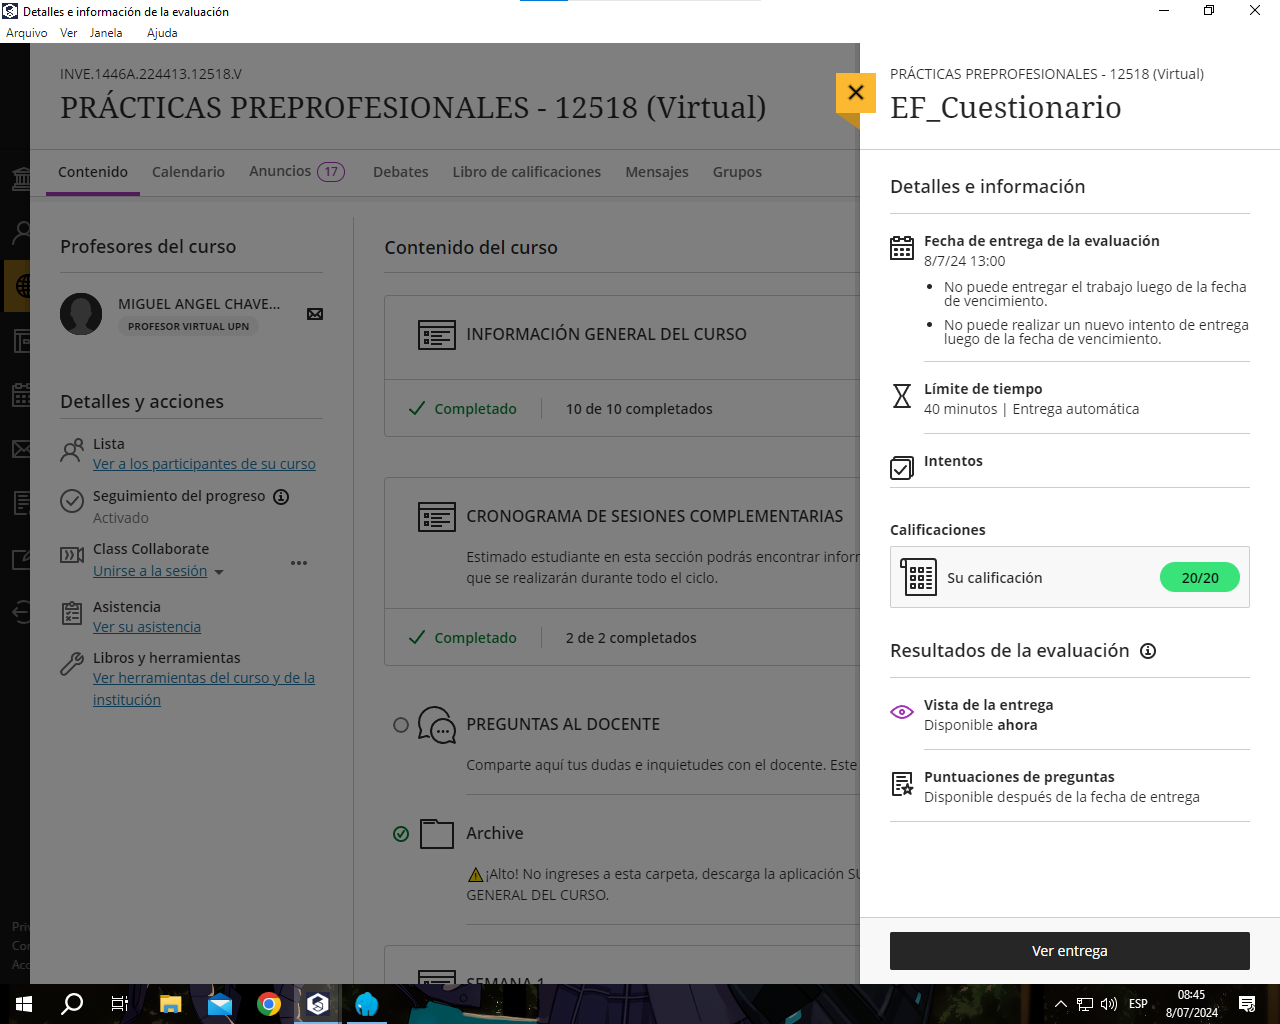 Detalles e información de la evaluación
Arquivo Ver Janela Ayuda
INVE.1446A.224413.12518.V
PRÁCTICAS PREPROFESIONALES - 12518 (Virtual)
Contenido Calendario Anuncios 17 Debates Libro de calificaciones Mensajes Grupos
Profesores del curso
MIGUEL ANGEL CHAVE...
PROFESOR VIRTUAL UPN
Detalles y acciones
Lista
Ver a los participantes de su curso
Seguimiento del progreso
Activado
Class Collaborate
Unirse a la sesión
Asistencia
Ver su asistencia
Libros y herramientas
Ver herramientas del curso y de la
institución
Contenido del curso
INFORMACIÓN GENERAL DEL CURSO
Completado 10 de 10 completados
CRONOGRAMA DE SESIONES COMPLEMENTARIAS
Estimado estudiante en esta sección podrás encontrar inforr
que se realizarán durante todo el ciclo.
Completado 2 de 2 completados
PREGUNTAS AL DOCENTE
Comparte aquí tus dudas e inquietudes con el docente. Este
Archive
¡Alto! No ingreses a esta carpeta, descarga la aplicación SU
GENERAL DEL CURSO.
SEMANA 1
PRÁCTICAS PREPROFESIONALES - 12518 (Virtual)
EF_Cuestionario
Detalles e información
Fecha de entrega de la evaluación
8/7/24 13:00
• No puede entregar el trabajo luego de la fecha
de vencimiento.
• No puede realizar un nuevo intento de entrega
luego de la fecha de vencimiento.
Límite de tiempo
40 minutos | Entrega automática
Intentos
Calificaciones
Su calificación 20/20
Resultados de la evaluación
Vista de la entrega
Disponible ahora
Puntuaciones de preguntas
Disponible después de la fecha de entrega
Ver entrega
Priv
Cor
Acc
ESP
08:45
8/07/2024